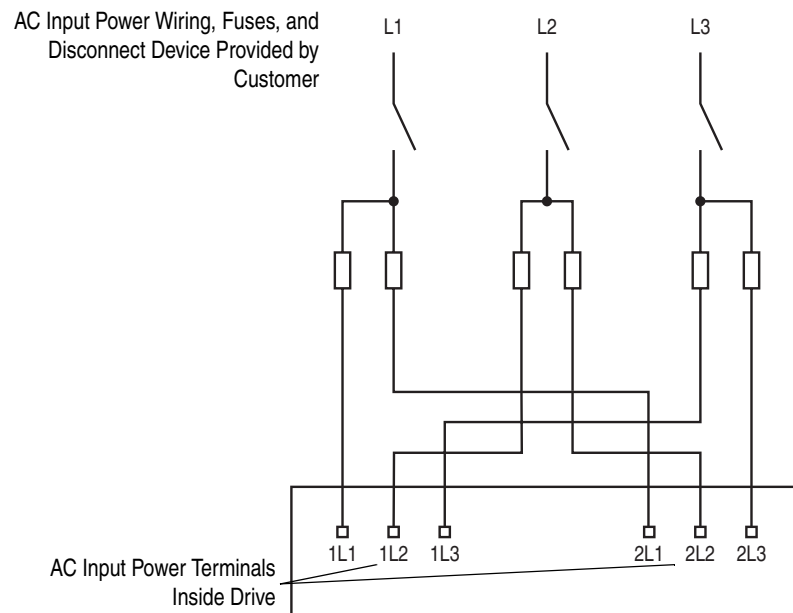 AC Input Power Wiring, Fuses, and
Disconnect Device Provided by
Customer
L1
L2
L3
1L1
1L2
1L3
2L1
2L2
2L3
AC Input Power Terminals
Inside Drive